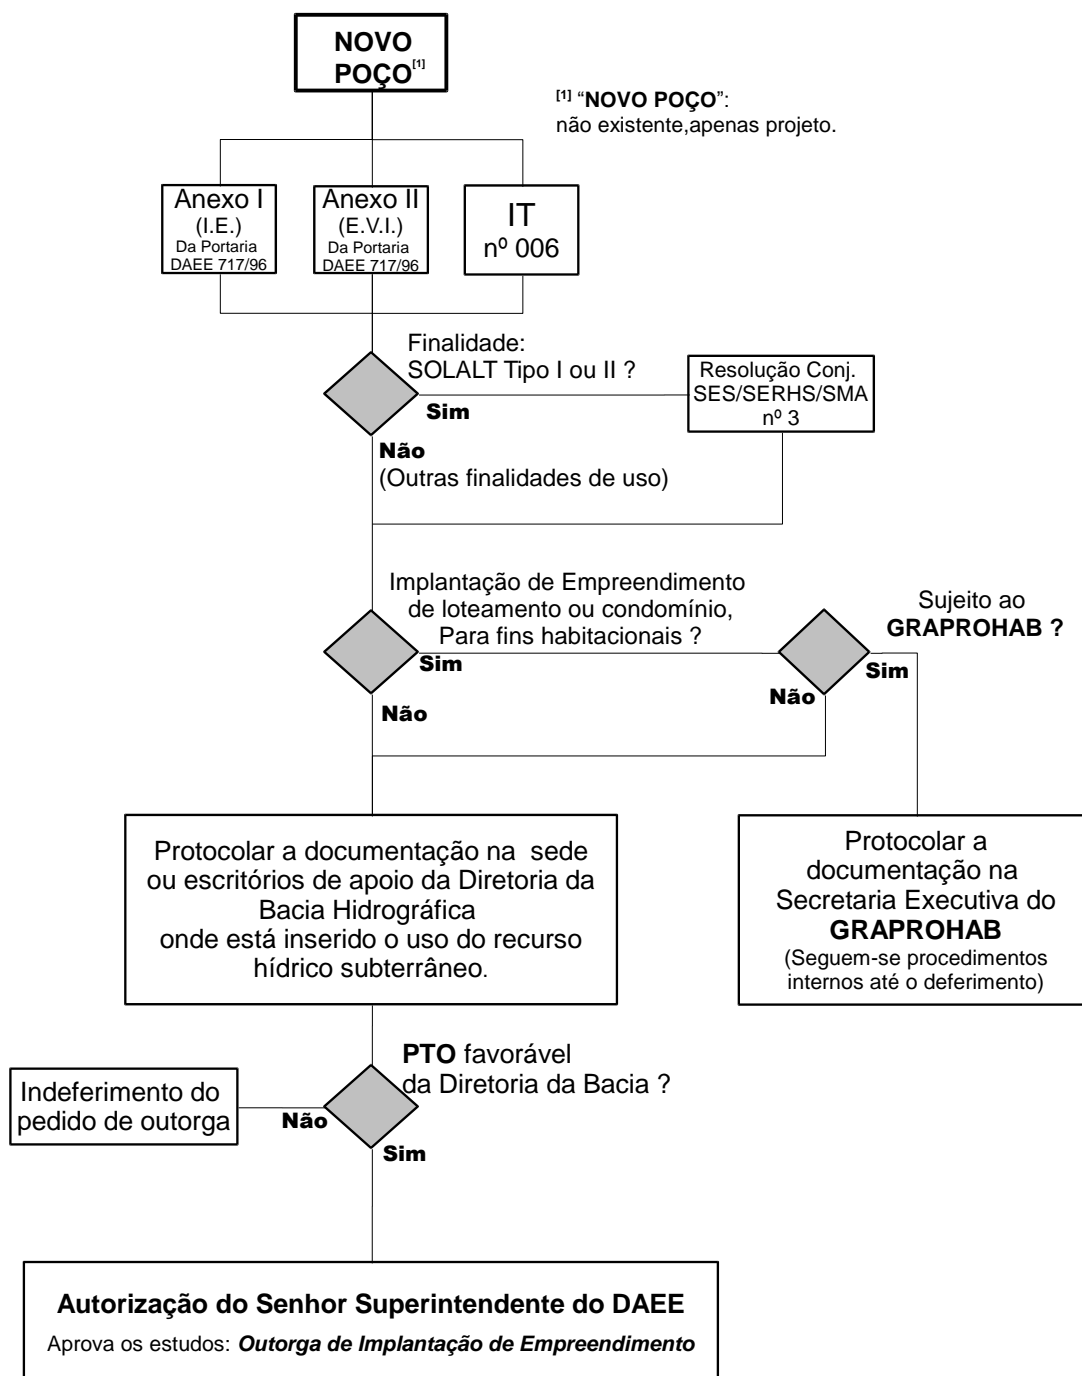 NOVO
POÇO[1]
[1] “NOVO POÇO”:
não existente,apenas projeto.
Anexo I
(I.E.)
Da Portaria
DAEE 717/96
Anexo II
(E.V.I.)
Da Portaria
DAEE 717/96
IT
nº 006
Finalidade:
SOLALT Tipo I ou II ?
Sim
Resolução Conj.
SES/SERHS/SMA
nº 3
Não
(Outras finalidades de uso)
Implantação de Empreendimento
de loteamento ou condomínio,
Para fins habitacionais ?
Sim
Não
Sujeito ao
GRAPROHAB ?
Sim
Não
Protocolar a documentação na sede
ou escritórios de apoio da Diretoria da
Bacia Hidrográfica
onde está inserido o uso do recurso
hídrico subterrâneo.
Protocolar a
documentação na
Secretaria Executiva do
GRAPROHAB
(Seguem-se procedimentos
internos até o deferimento)
PTO favorável
da Diretoria da Bacia ?
Não
Sim
Indeferimento do
pedido de outorga
Autorização do Senhor Superintendente do DAEE
Aprova os estudos: Outorga de Implantação de Empreendimento